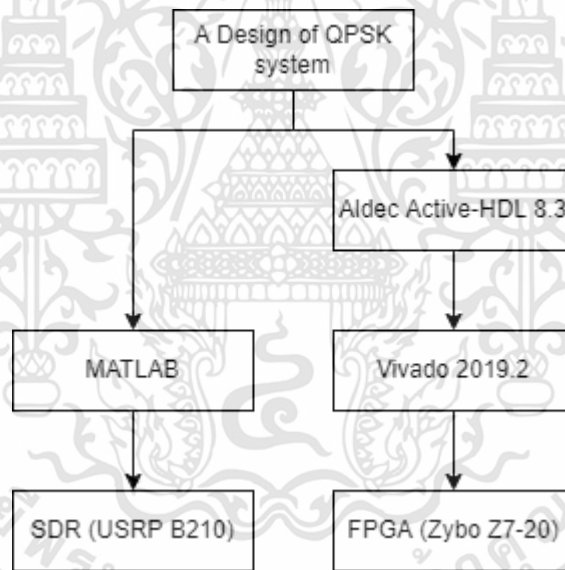 A Design of QPSK
system
Aldec Active-HDL 8.3
MATLAB
Vivado 2019.2
SDR (USRP B210)
FPGA (Zybo Z7-20)